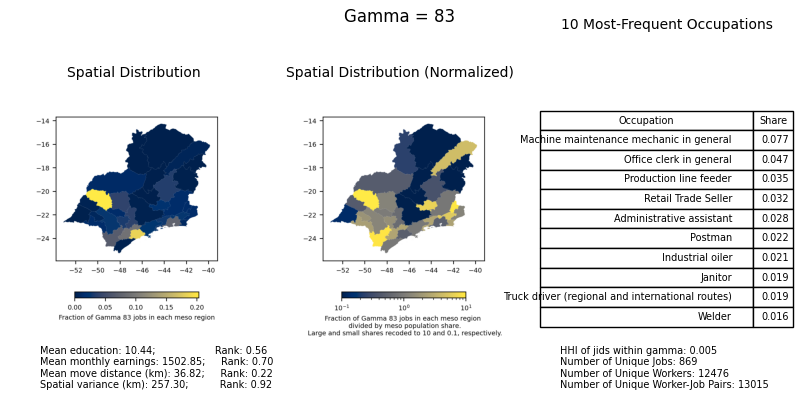 Gamma = 83
10 Most-Frequent Occupations
Spatial Distribution
Spatial Distribution (Normalized)
−14
−16
−18
−20
−22
−24
−52 −50 −48 −46 −44 −42 −40
0.00 0.05 0.10 0.15 0.20
Fraction of Gamma 83 jobs in each meso region
−14
−16
−18
−20
−22
−24
−52 −50 −48 −46 −44 −42 −40
10⁻¹ 10⁰ 10¹
Fraction of Gamma 83 jobs in each meso region
divided by meso population share.
Large and small shares recoded to 10 and 0.1, respectively.
Occupation Share
Machine maintenance mechanic in general 0.077
Office clerk in general 0.047
Production line feeder 0.035
Retail Trade Seller 0.032
Administrative assistant 0.028
Postman 0.022
Industrial oiler 0.021
Janitor 0.019
Truck driver (regional and international routes) 0.019
Welder 0.016
Mean education: 10.44; Rank: 0.56
Mean monthly earnings: 1502.85; Rank: 0.70
Mean move distance (km): 36.82; Rank: 0.22
Spatial variance (km): 257.30; Rank: 0.92
HHI of jids within gamma: 0.005
Number of Unique Jobs: 869
Number of Unique Workers: 12476
Number of Unique Worker-Job Pairs: 13015